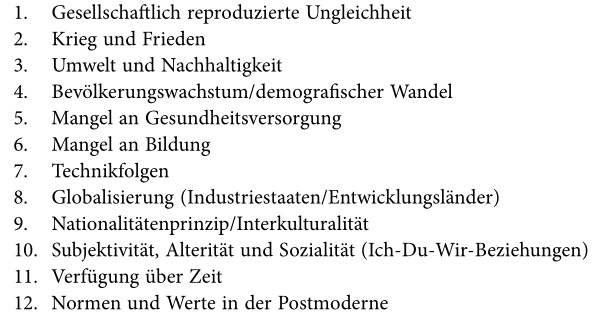 1. Gesellschaftlich reproduzierte Ungleichheit
2. Krieg und Frieden
3. Umwelt und Nachhaltigkeit
4. Bevölkerungswachstum/demografischer Wandel
5. Mangel an Gesundheitsversorgung
6. Mangel an Bildung
7. Technikfolgen
8. Globalisierung (Industriestaaten/Entwicklungsländer)
9. Nationalitätenprinzip/Interkulturalität
10. Subjektivität, Alterität und Sozialität (Ich-Du-Wir-Beziehungen)
11. Verfügung über Zeit
12. Normen und Werte in der Postmoderne